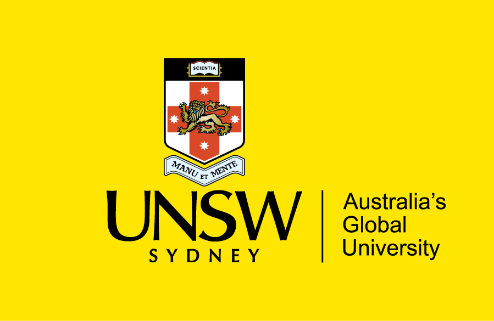 SCIENTIA
MANU ET MENTE
UNSW
SYDNEY
Australia's
Global
University